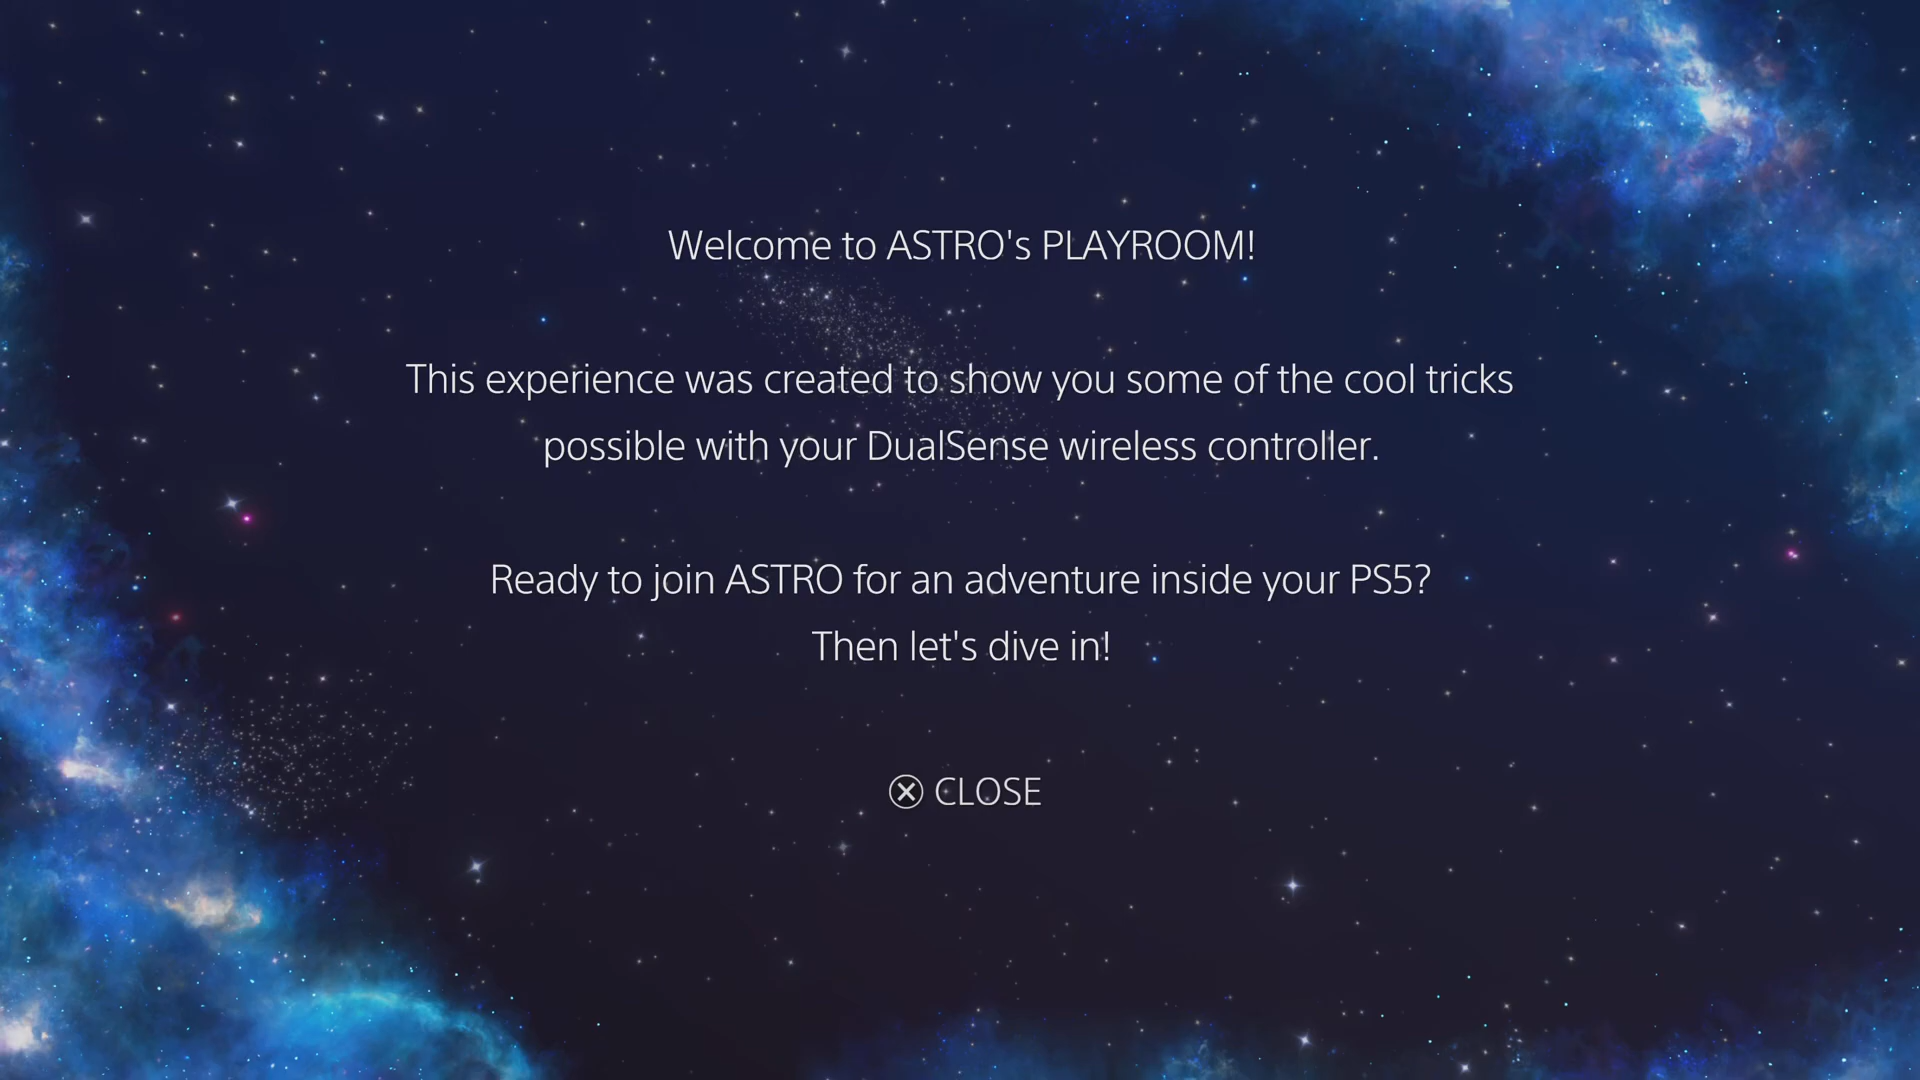 Welcome to ASTRO's PLAYROOM!
This experience was created to show you some of the cool tricks
possible with your DualSense wireless controller.
Ready to join ASTRO for an adventure inside your PS5?
Then let's dive in!
CLOSE